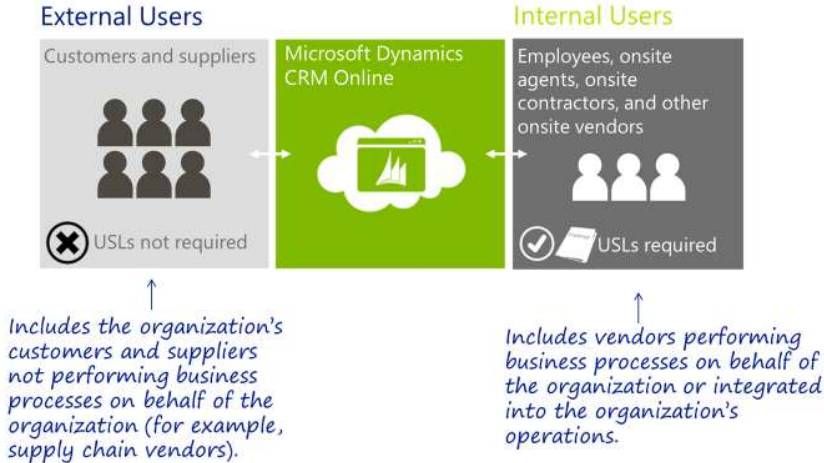 External Users
Internal Users
Customers and suppliers
Microsoft Dynamics
CRM Online
Employees, onsite
agents, onsite
contractors, and other
onsite vendors
USLs not required
USLs required
Includes the organization's
customers and suppliers
not performing business
processes on behalf of the
organization (for example,
supply chain vendors).
Includes vendors performing
business processes on behalf of
the organization or integrated
into the organization's
operations.